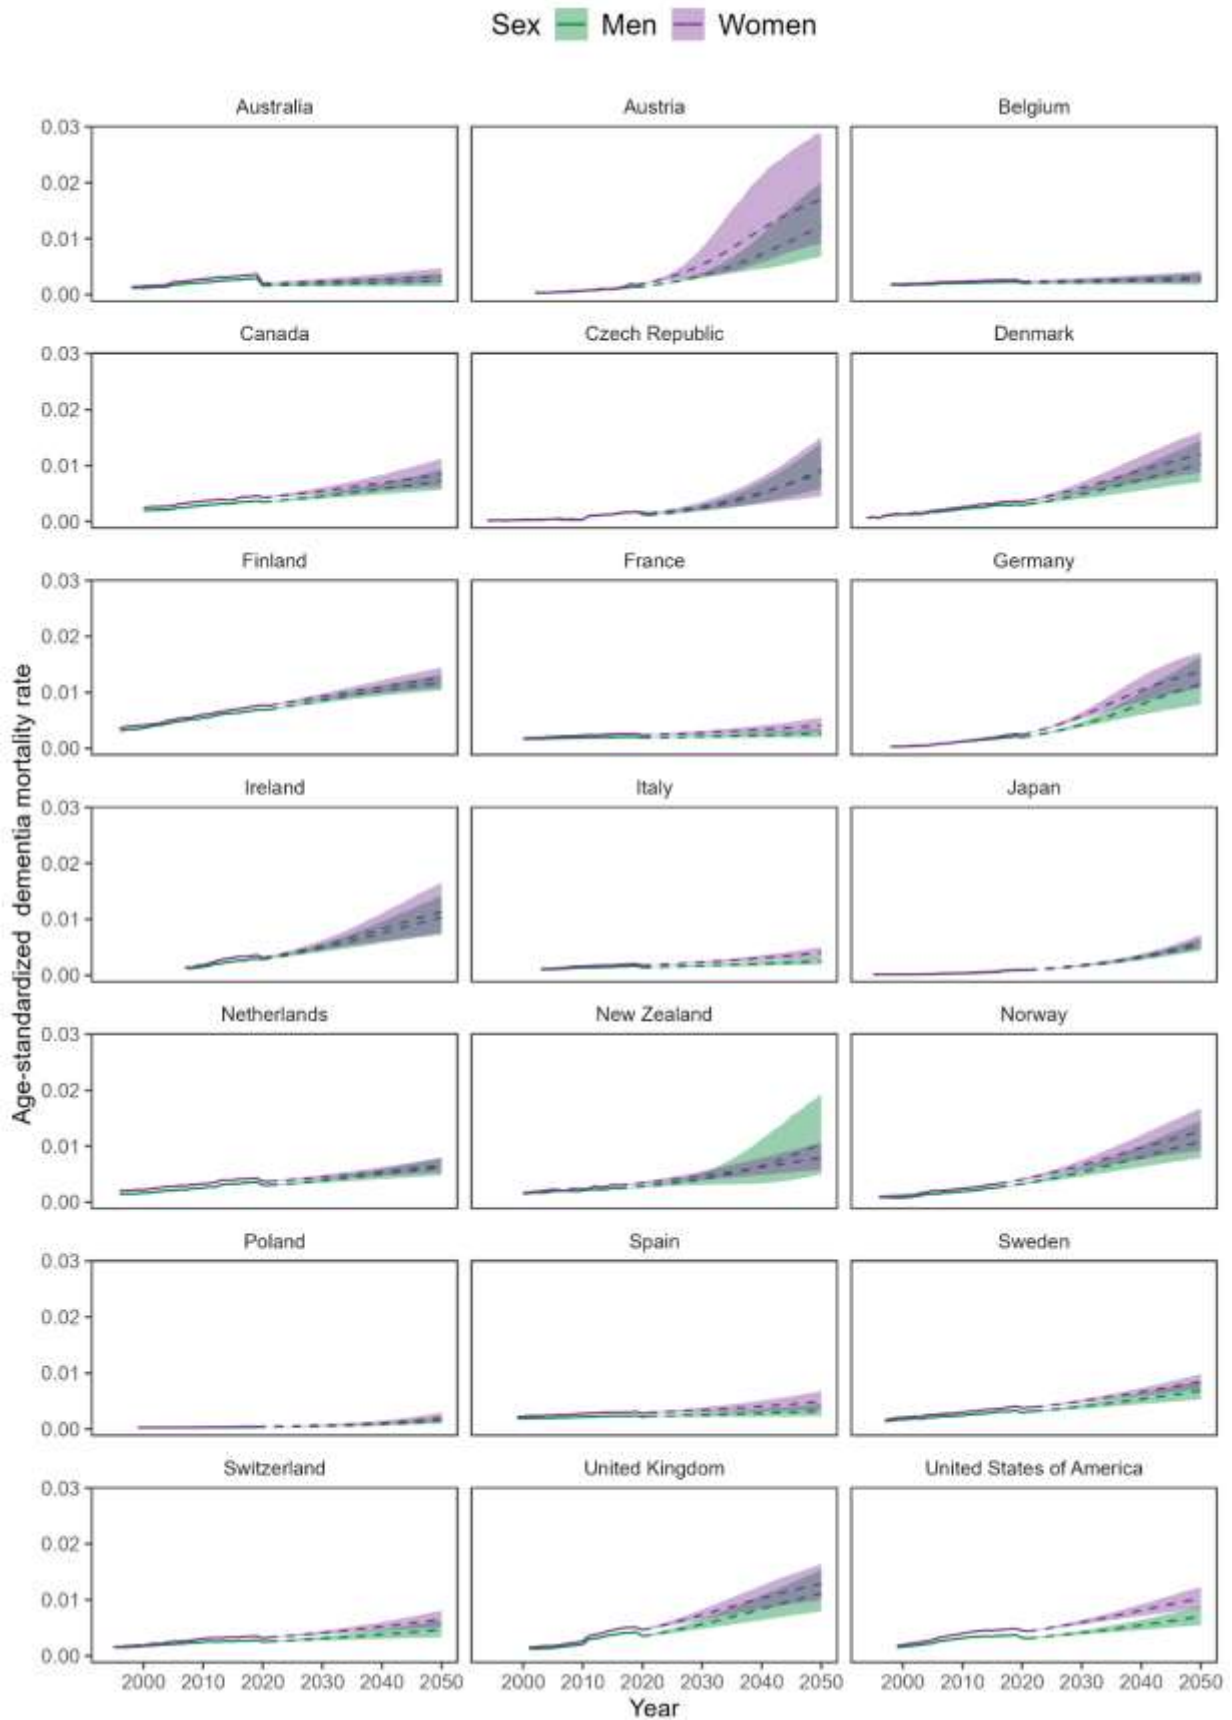 Sex Men Women
Australia Austria Belgium
0.03
0.02
0.01
0.00
Canada Czech Republic Denmark
0.03
0.02
0.01
0.00
Finland France Germany
0.03
0.02
0.01
0.00
Ireland Italy Japan
0.03
0.02
0.01
0.00
Netherlands New Zealand Norway
0.03
0.02
0.01
0.00
Poland Spain Sweden
0.03
0.02
0.01
0.00
Switzerland United Kingdom United States of America
0.03
0.02
0.01
0.00
2000 2010 2020 2030 2040 2050 2000 2010 2020 2030 2040 2050 2000 2010 2020 2030 2040 2050
Year
Age-standardized dementia mortality rate